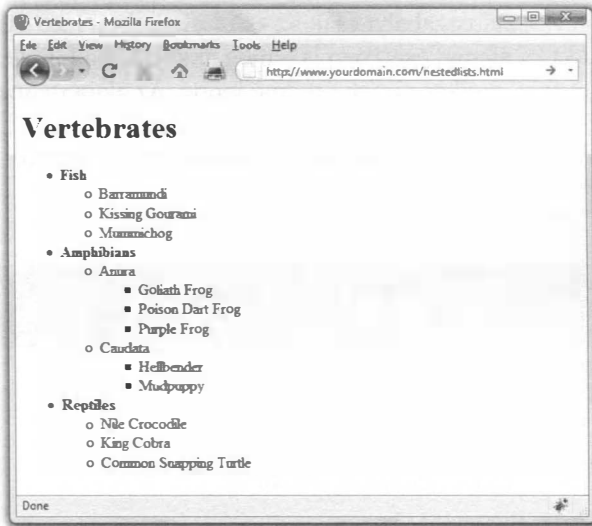 Vertebrates - Mozilla Firefox
File Edit View History Bookmarks Tools Help
http://www.yourdomain.com/nestedlists.html
Vertebrates
• Fish
o Barramundi
o Kissing Gourami
o Mummichog
• Amphibians
o Anura
▪ Goliath Frog
▪ Poison Dart Frog
▪ Purple Frog
o Caudata
▪ Hellbender
▪ Mudpuppy
• Reptiles
o Nile Crocodile
o King Cobra
o Common Snapping Turtle
Done